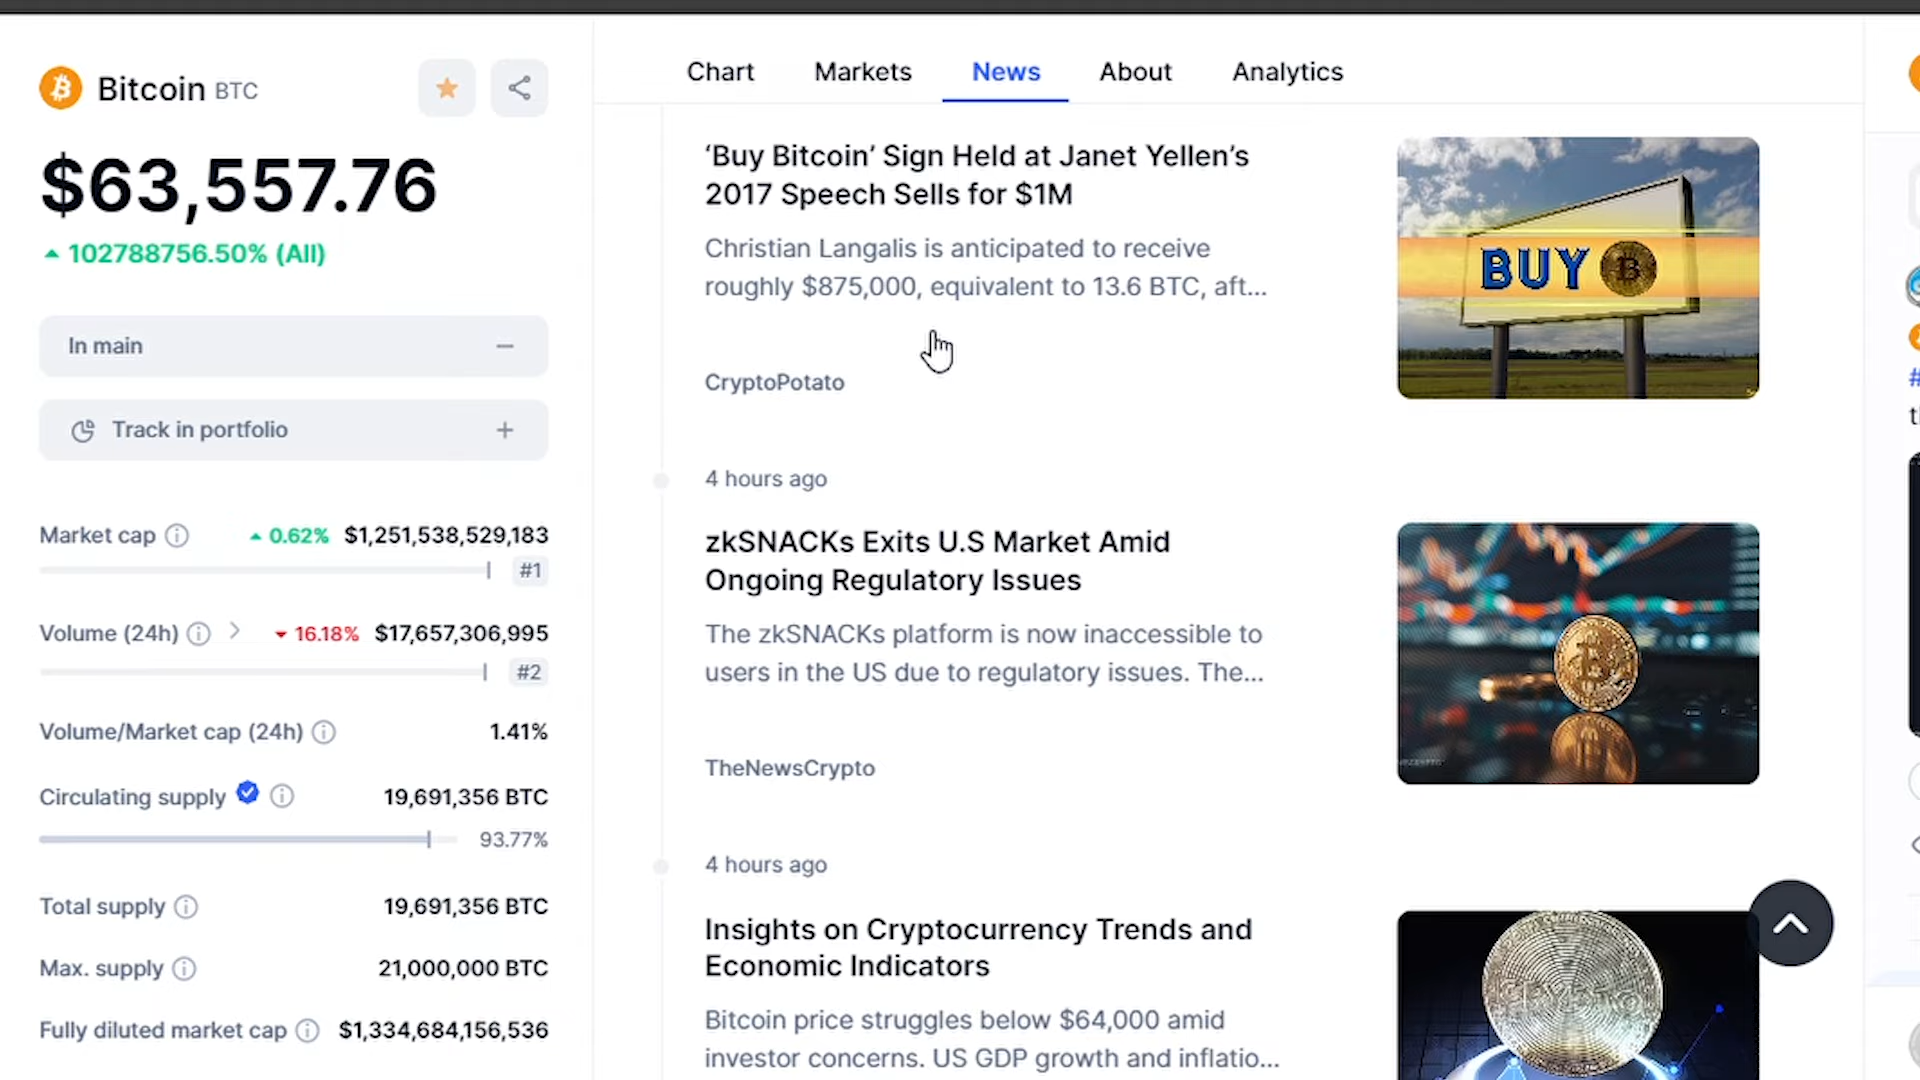 Bitcoin BTC
$63,557.76
102788756.50% (All)
In main
Track in portfolio
Market cap 0.62% $1,251,538,529,183
#1
Volume (24h) 16.18% $17,657,306,995
#2
Volume/Market cap (24h) 1.41%
Circulating supply 19,691,356 BTC
93.77%
Total supply 19,691,356 BTC
Max. supply 21,000,000 BTC
Fully diluted market cap $1,334,684,156,536
Chart Markets News About Analytics
‘Buy Bitcoin’ Sign Held at Janet Yellen’s
2017 Speech Sells for $1M
Christian Langalis is anticipated to receive
roughly $875,000, equivalent to 13.6 BTC, aft...
CryptoPotato
BUY
4 hours ago
zkSNACKs Exits U.S Market Amid
Ongoing Regulatory Issues
The zkSNACKs platform is now inaccessible to
users in the US due to regulatory issues. The...
TheNewsCrypto
4 hours ago
Insights on Cryptocurrency Trends and
Economic Indicators
Bitcoin price struggles below $64,000 amid
investor concerns. US GDP growth and inflatio...